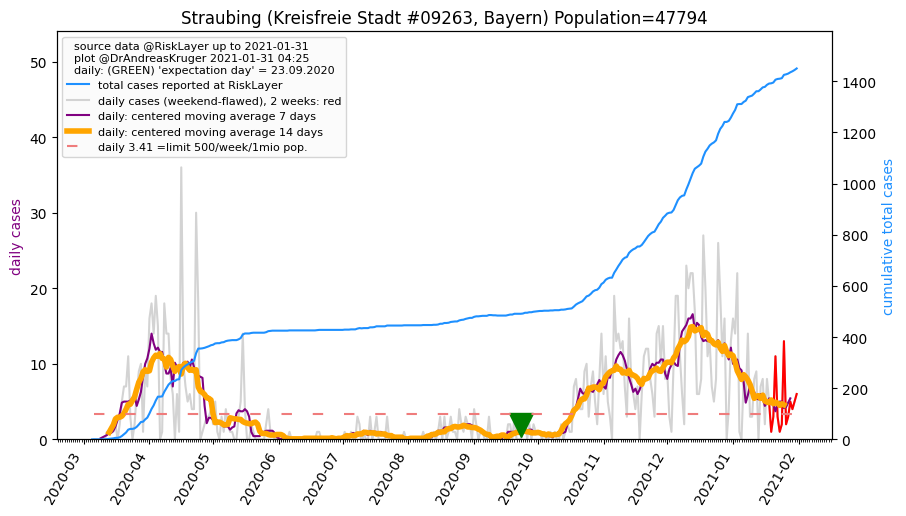 Straubing (Kreisfreie Stadt #09263, Bayern) Population=47794
source data @RiskLayer up to 2021-01-31
plot @DrAndreasKruger 2021-01-31 04:25
daily: (GREEN) 'expectation day' = 23.09.2020
total cases reported at RiskLayer
daily cases (weekend-flawed), 2 weeks: red
daily: centered moving average 7 days
daily: centered moving average 14 days
daily 3.41 =limit 500/week/1mio pop.
daily cases
50
40
30
20
10
0
cumulative total cases
1400
1200
1000
800
600
400
200
0
2020-03
2020-04
2020-05
2020-06
2020-07
2020-08
2020-09
2020-10
2020-11
2020-12
2021-01
2021-02